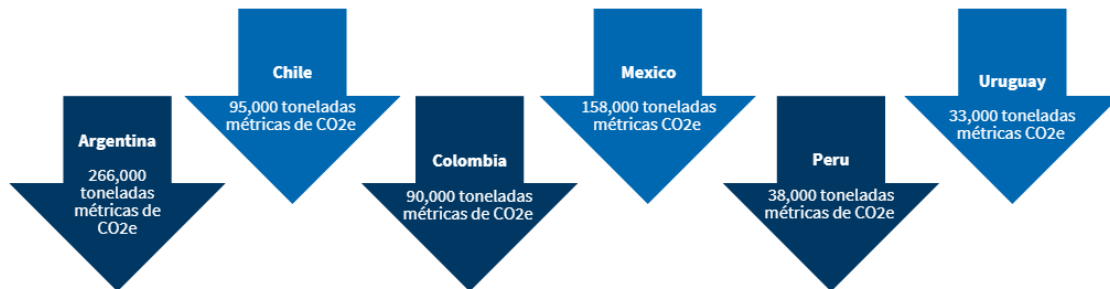 Argentina
266,000
toneladas
métricas de
CO2e
Chile
95,000 toneladas
métricas de CO2e
Colombia
90,000 toneladas
métricas de CO2e
Mexico
158,000 toneladas
métricas CO2e
Peru
38,000 toneladas
métricas de CO2e
Uruguay
33,000 toneladas
métricas CO2e